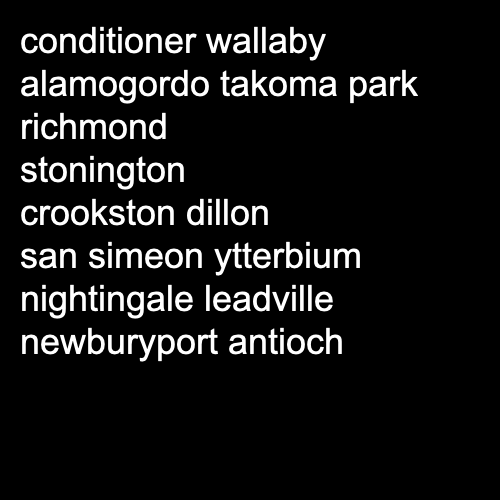 conditioner wallaby
alamogordo takoma park
richmond
stonington
crookston dillon
san simeon ytterbium
nightingale leadville
newburyport antioch